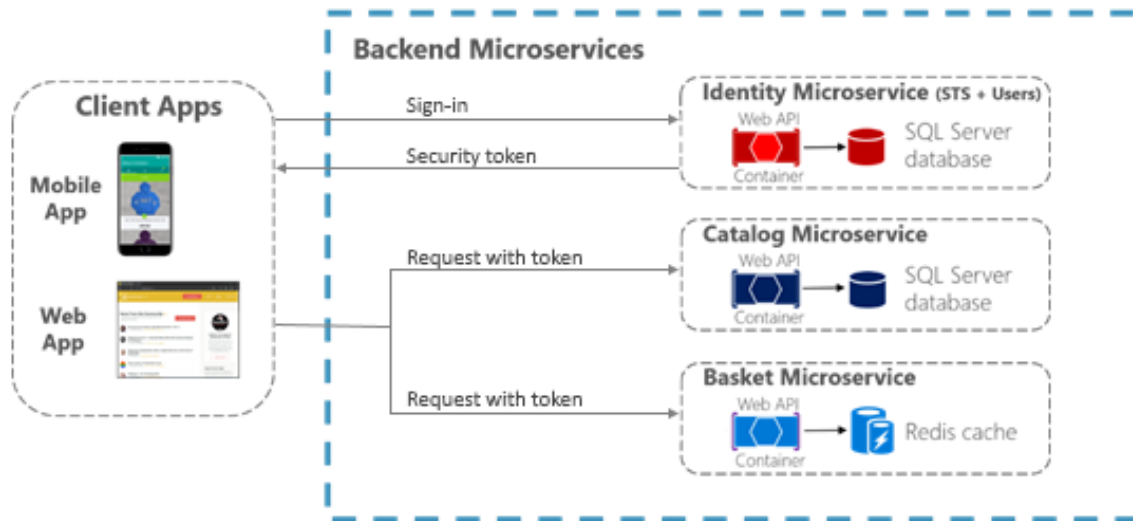 Backend Microservices
Client Apps
Mobile
App
Web
App
Sign-in
Security token
Request with token
Request with token
Identity Microservice (STS + Users)
Web API
Container
SQL Server
database
Catalog Microservice
Web API
Container
SQL Server
database
Basket Microservice
Web API
Container
Redis cache